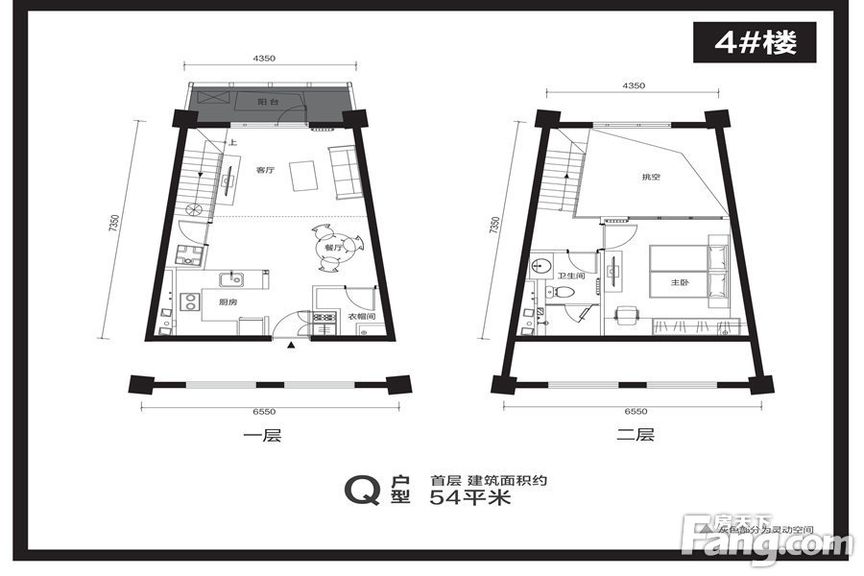 4#楼
4350
阳台
上
客厅
7350
餐厅
厨房
衣帽间
6550
一层
4350
挑空
7350
卫生间
主卧
6550
二层
Q户型
首层 建筑面积约
54平米
灰色部分为灵动空间
房天下
Fang.com